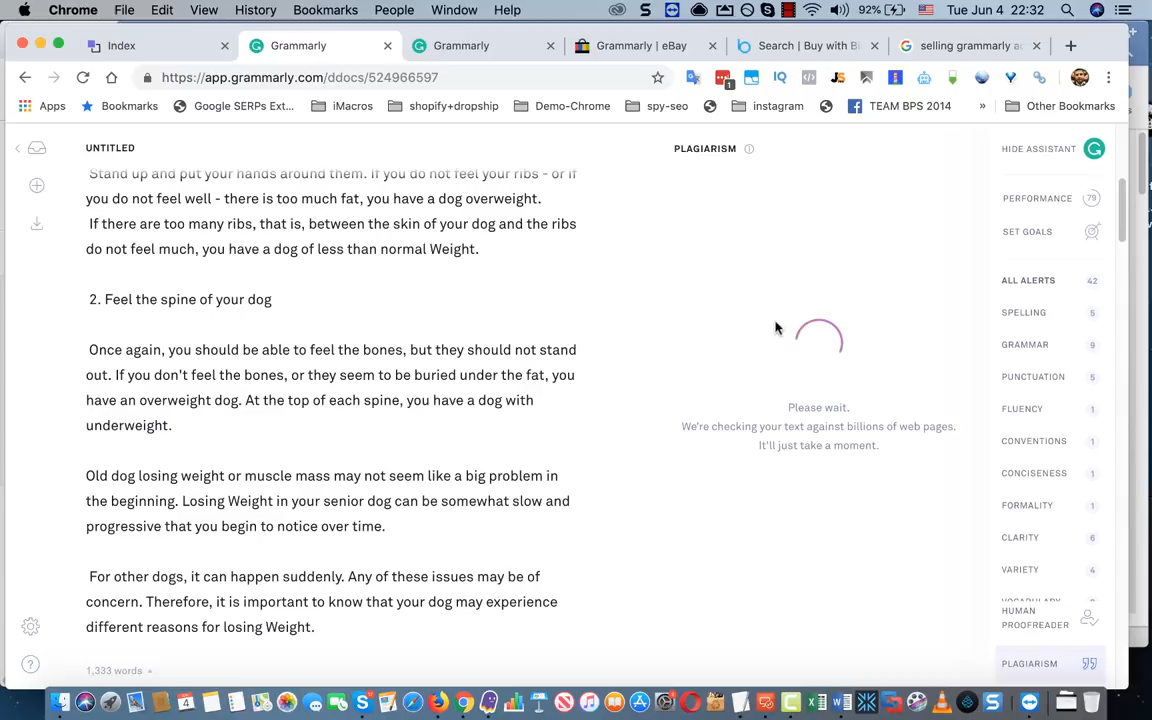 Chrome File Edit View History Bookmarks People Window Help 92% Tue Jun 4 22:32
Index Grammarly Grammarly Grammarly | eBay Search | Buy with Bi selling grammarly a
https://app.grammarly.com/ddocs/524966597
Apps Bookmarks Google SERPs Ext... iMacros shopify+dropship Demo-Chrome spy-seo instagram TEAM BPS 2014 » Other Bookmarks
UNTITLED
PLAGIARISM
HIDE ASSISTANT
Stand up and put your hands around them. If you do not feel your ribs - or if
you do not feel well - there is too much fat, you have a dog overweight.
If there are too many ribs, that is, between the skin of your dog and the ribs
do not feel much, you have a dog of less than normal Weight.
2. Feel the spine of your dog
Once again, you should be able to feel the bones, but they should not stand
out. If you don't feel the bones, or they seem to be buried under the fat, you
have an overweight dog. At the top of each spine, you have a dog with
underweight.
Old dog losing weight or muscle mass may not seem like a big problem in
the beginning. Losing Weight in your senior dog can be somewhat slow and
progressive that you begin to notice over time.
For other dogs, it can happen suddenly. Any of these issues may be of
concern. Therefore, it is important to know that your dog may experience
different reasons for losing Weight.
1,333 words
Please wait.
We're checking your text against billions of web pages.
It'll just take a moment.
PERFORMANCE 79
SET GOALS
ALL ALERTS 42
SPELLING 5
GRAMMAR 9
PUNCTUATION 5
FLUENCY 1
CONVENTIONS 1
CONCISENESS 1
FORMALITY 1
CLARITY 6
VARIETY 4
HUMAN
PROOFREADER
PLAGIARISM